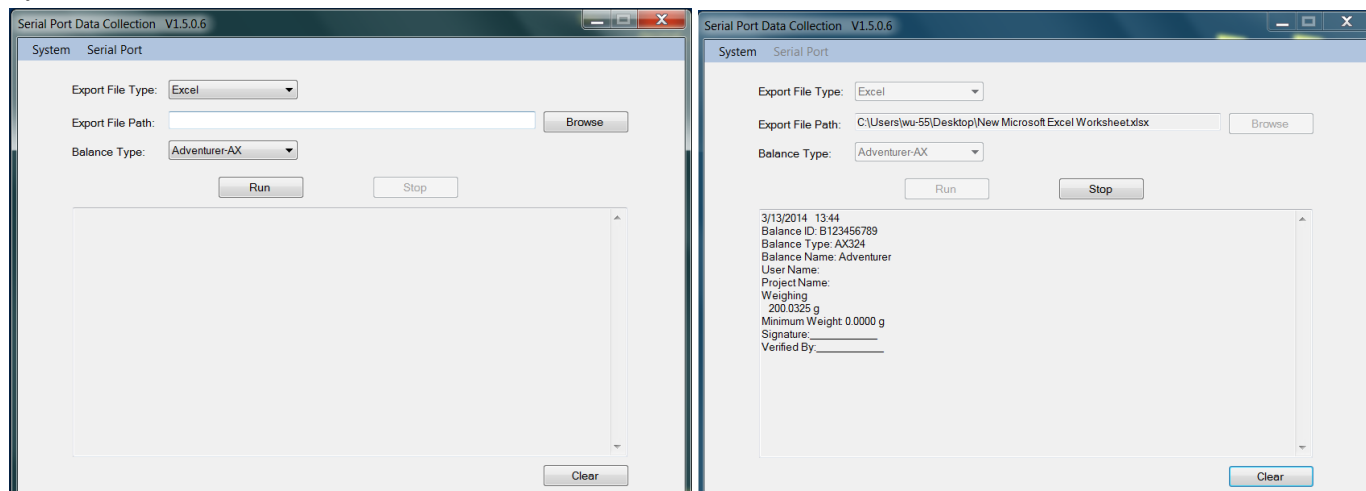 Serial Port Data Collection V1.5.0.6
System Serial Port
Export File Type: Excel
Export File Path: Browse
Balance Type: Adventurer-AX
Run Stop
Clear
Serial Port Data Collection V1.5.0.6
System Serial Port
Export File Type: Excel
Export File Path: C:\Users\wu-55\Desktop\New Microsoft Excel Worksheet.xlsx Browse
Balance Type: Adventurer-AX
Run Stop
3/13/2014 13:44
Balance ID: B123456789
Balance Type: AX324
Balance Name: Adventurer
User Name:
Project Name:
Weighing
200.0325 g
Minimum Weight: 0.0000 g
Signature:____________
Verified By:____________
Clear